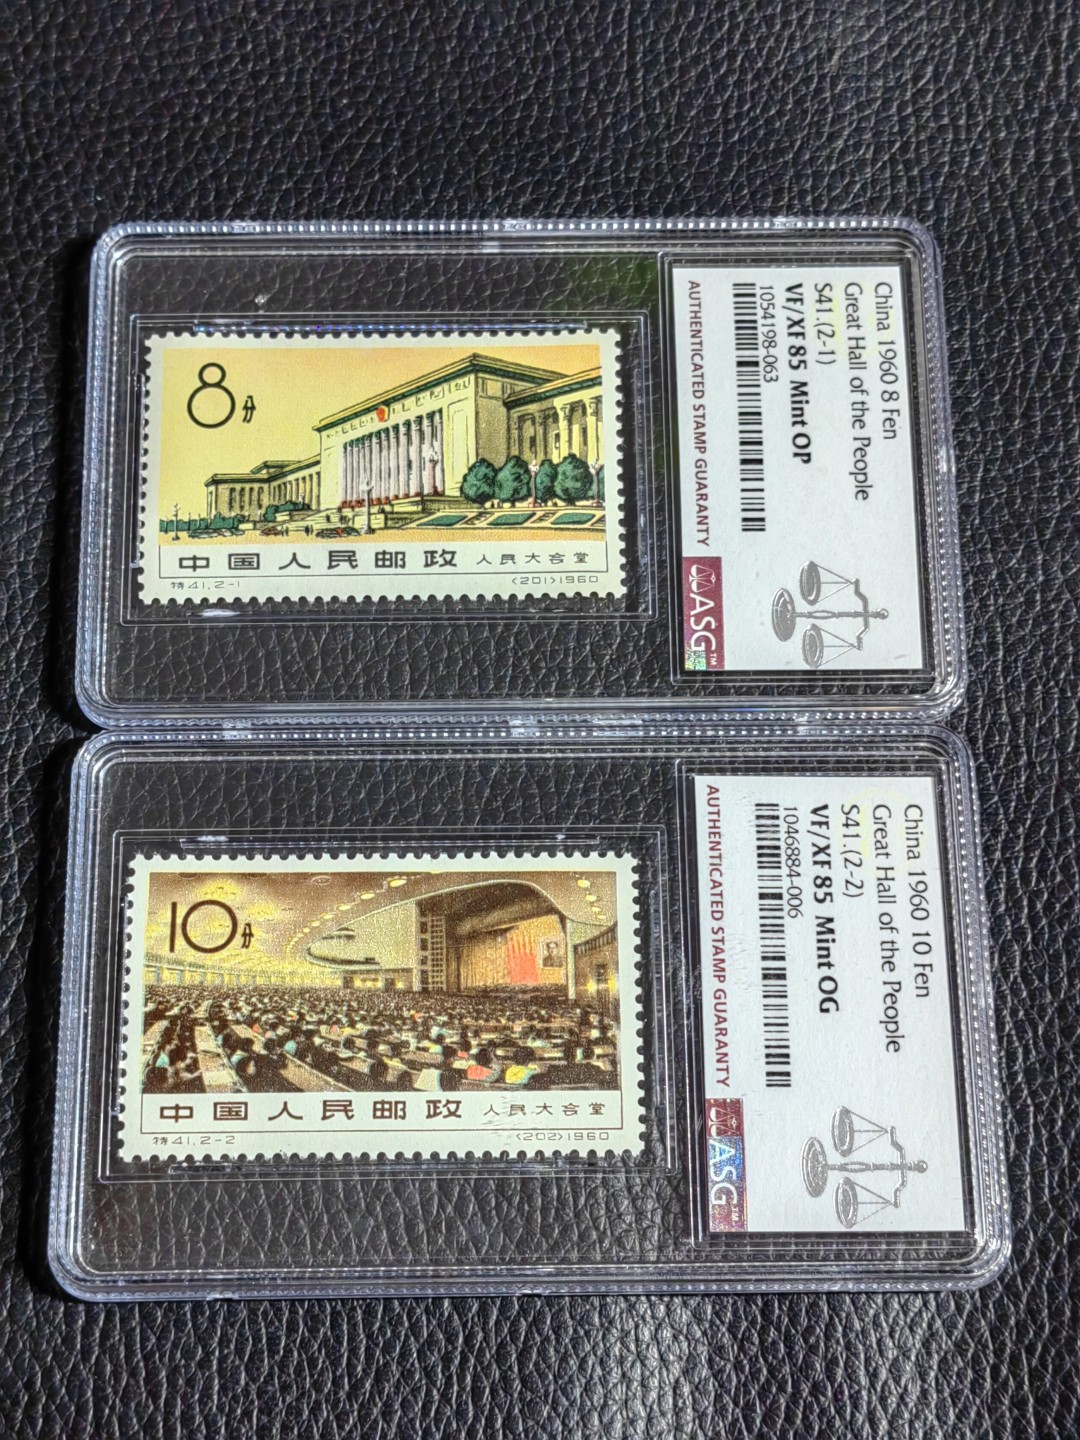 8分
中国人民邮政 人民大会堂
特41.2-1 (201)1960
China 1960 8 Fen
Great Hall of the People
S41.(2-1)
VF/XF 85 Mint OP
1054198-063
AUTHENTICATED STAMP GUARANTY
ASG™
10分
中国人民邮政 人民大会堂
特41.2-2 (202)1960
China 1960 10 Fen
Great Hall of the People
S41.(2-2)
VF/XF 85 Mint OG
1046884-006
AUTHENTICATED STAMP GUARANTY
ASG™